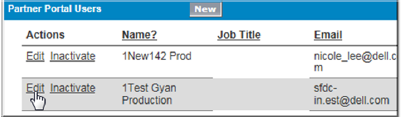 Partner Portal Users New
Actions Name? Job Title Email
Edit Inactivate 1New142 Prod nicole_lee@dell.c
m
Edit Inactivate 1Test Gyan sfdc-
Production in.est@dell.com